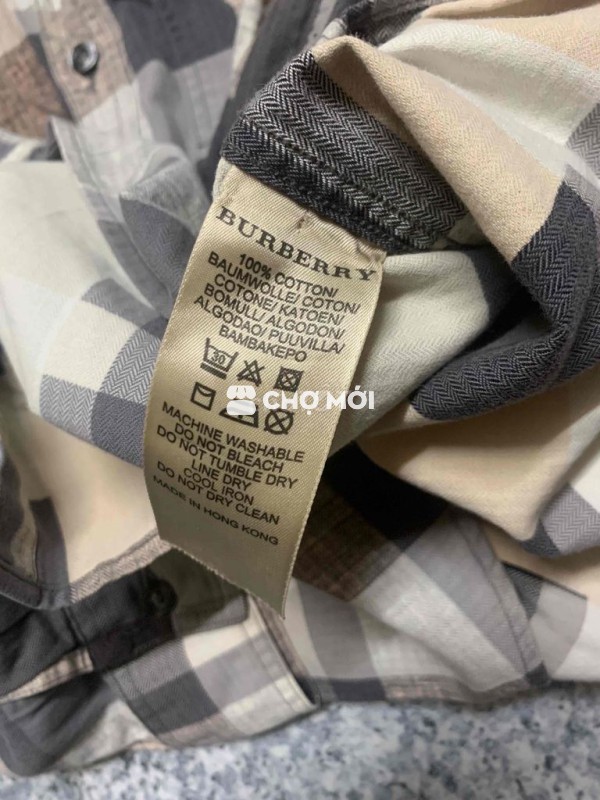 BURBERRY
100% COTTON/
BAUMWOLLE/ COTON/
COTONE/ KATOEN/
BOMULL/ ALGODON/
ALGODAO/ PUUVILLA/
BAMBAKEPO
30
CHỢ MỚI
MACHINE WASHABLE
DO NOT BLEACH
DO NOT TUMBLE DRY
LINE DRY
COOL IRON
DO NOT DRY CLEAN
MADE IN HONG KONG